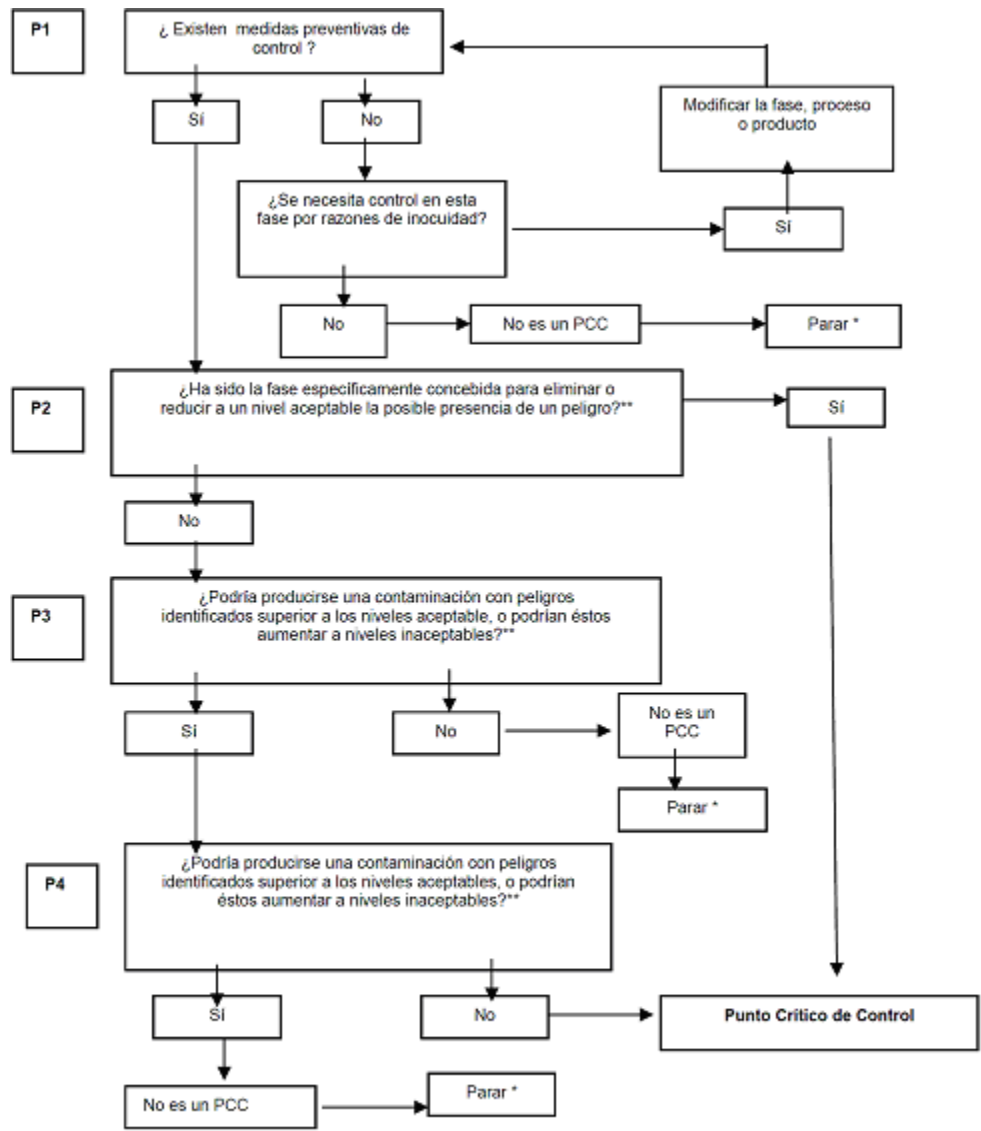 P1
¿ Existen medidas preventivas de
control ?
Sí
No
Modificar la fase, proceso
o producto
¿Se necesita control en esta
fase por razones de inocuidad?
Sí
No
No es un PCC
Parar *
P2
¿Ha sido la fase específicamente concebida para eliminar o
reducir a un nivel aceptable la posible presencia de un peligro?**
Sí
No
P3
¿Podría producirse una contaminación con peligros
identificados superior a los niveles aceptable, o podrían éstos
aumentar a niveles inaceptables?**
Sí
No
No es un
PCC
Parar *
P4
¿Podría producirse una contaminación con peligros
identificados superior a los niveles aceptables, o podrían
éstos aumentar a niveles inaceptables?**
Sí
No
Punto Crítico de Control
No es un PCC
Parar *